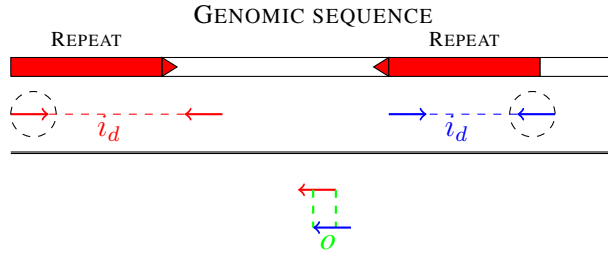 GENOMIC SEQUENCE
REPEAT REPEAT
i_d i_d
o